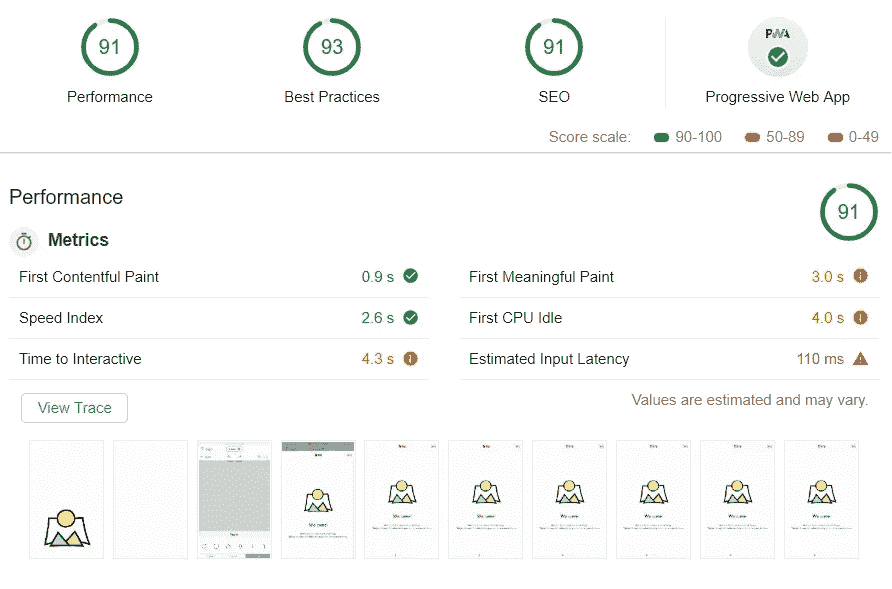 91
93
91
PWA
Performance
Best Practices
SEO
Progressive Web App
Score scale: 90-100 50-89 0-49
Performance
91
Metrics
First Contentful Paint 0.9 s
First Meaningful Paint 3.0 s
Speed Index 2.6 s
First CPU Idle 4.0 s
Time to Interactive 4.3 s
Estimated Input Latency 110 ms
View Trace
Values are estimated and may vary.